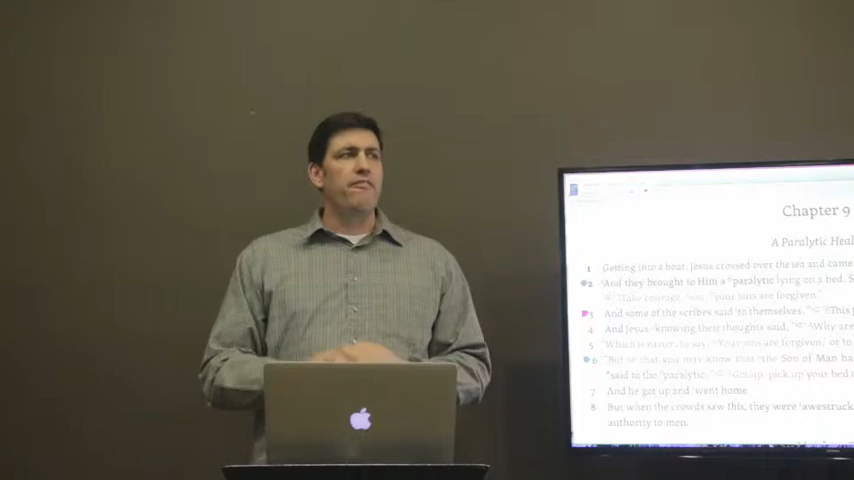 Chapter 9
A Paralytic Heal
1 Getting into a boat, Jesus crossed over the sea and came
2 And they brought to Him a paralytic lying on a bed. S
"Take courage, son; your sins are forgiven."
3 And some of the scribes said to themselves, "This
4 And Jesus knowing their thoughts said, "Why are
5 "Which is easier, to say, 'Your sins are forgiven,' or to
6 "But so that you may know that the Son of Man ha
said to the paralytic, "Get up, pick up your bed
7 And he got up and went home.
8 But when the crowds saw this, they were awestruck
authority to men.